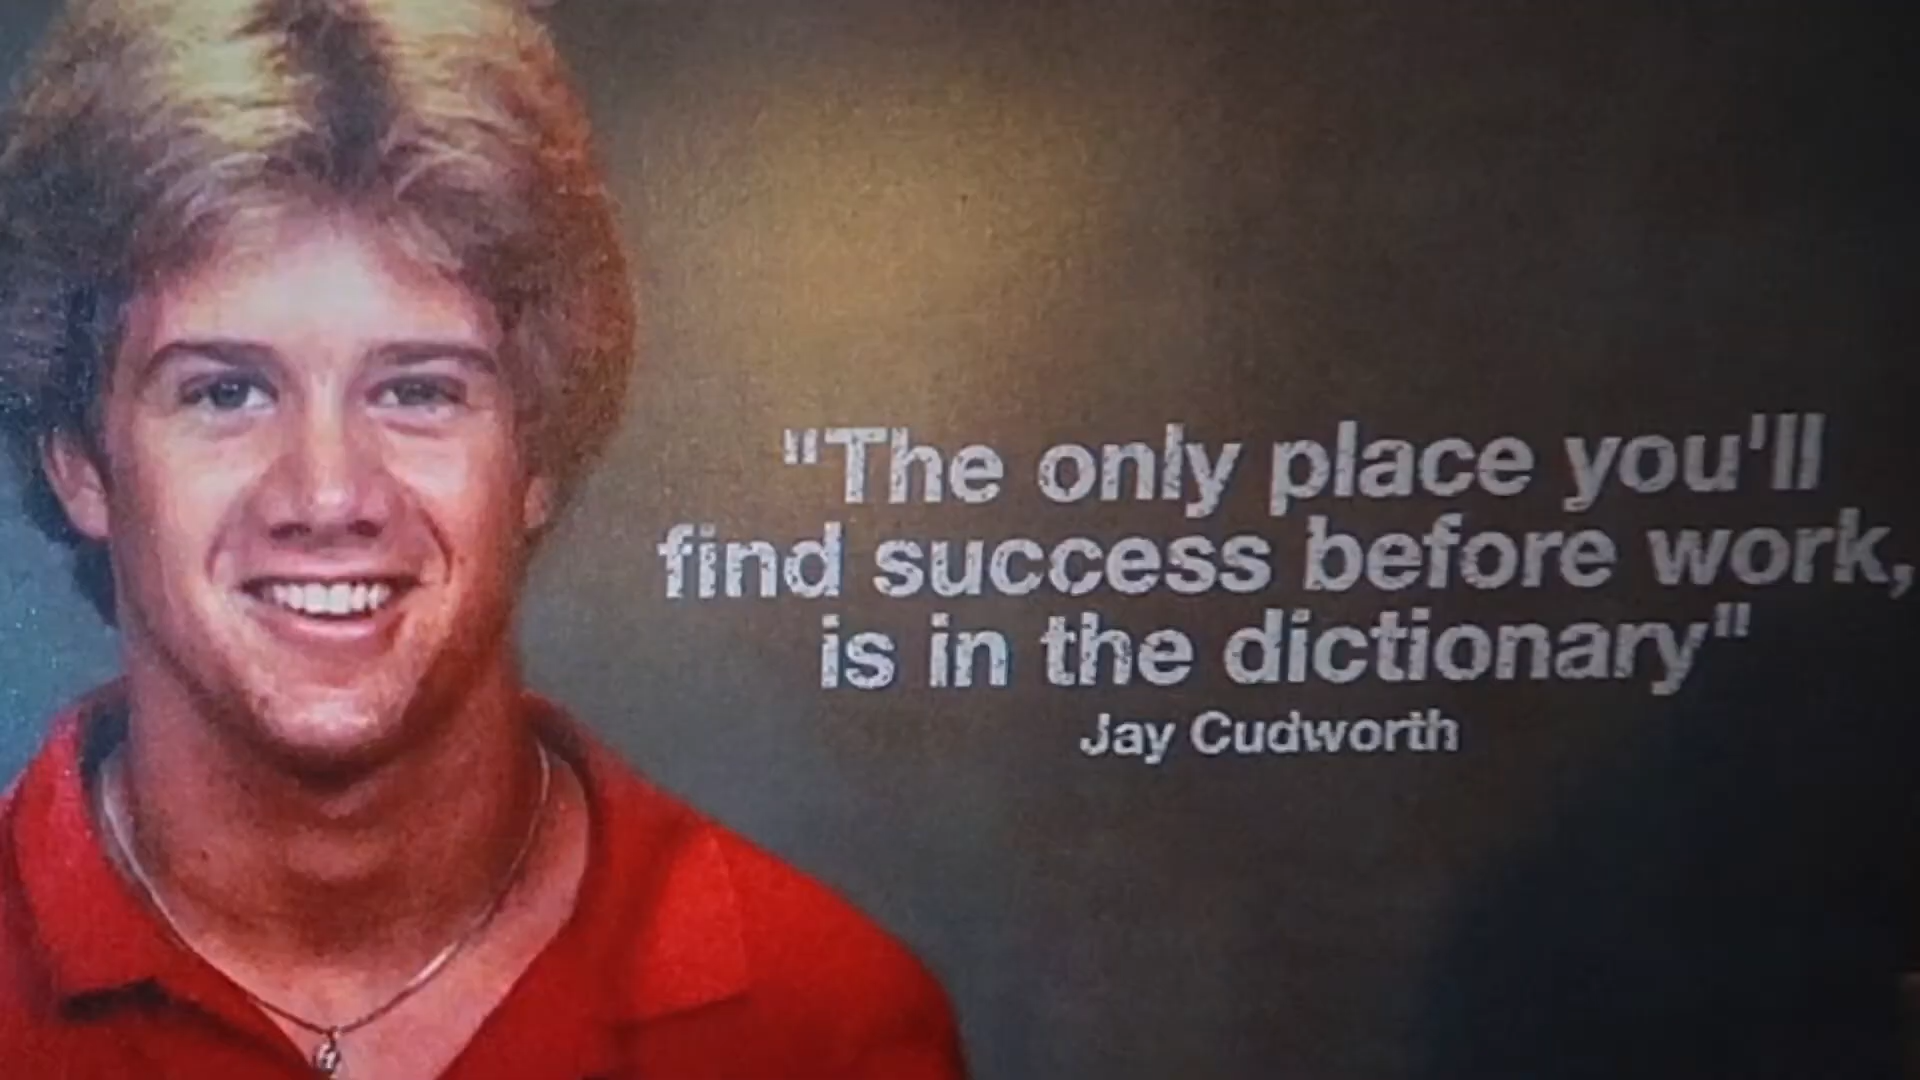 "The only place you'll
find success before work,
is in the dictionary"
Jay Cudworth